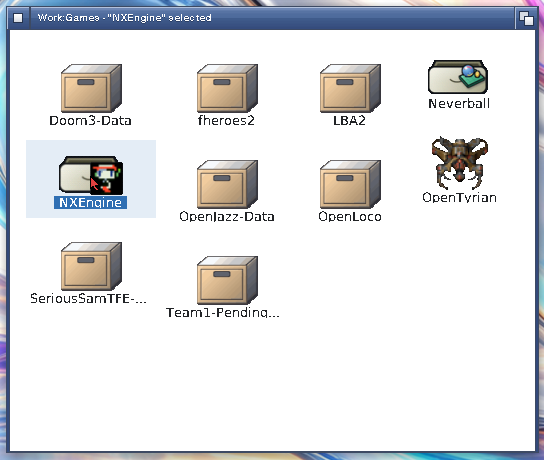 Work:Games - "NXEngine" selected
Doom3-Data
fheroes2
LBA2
Neverball
NXEngine
OpenJazz-Data
OpenLoco
OpenTyrian
SeriousSamTFE-...
Team1-Pending...